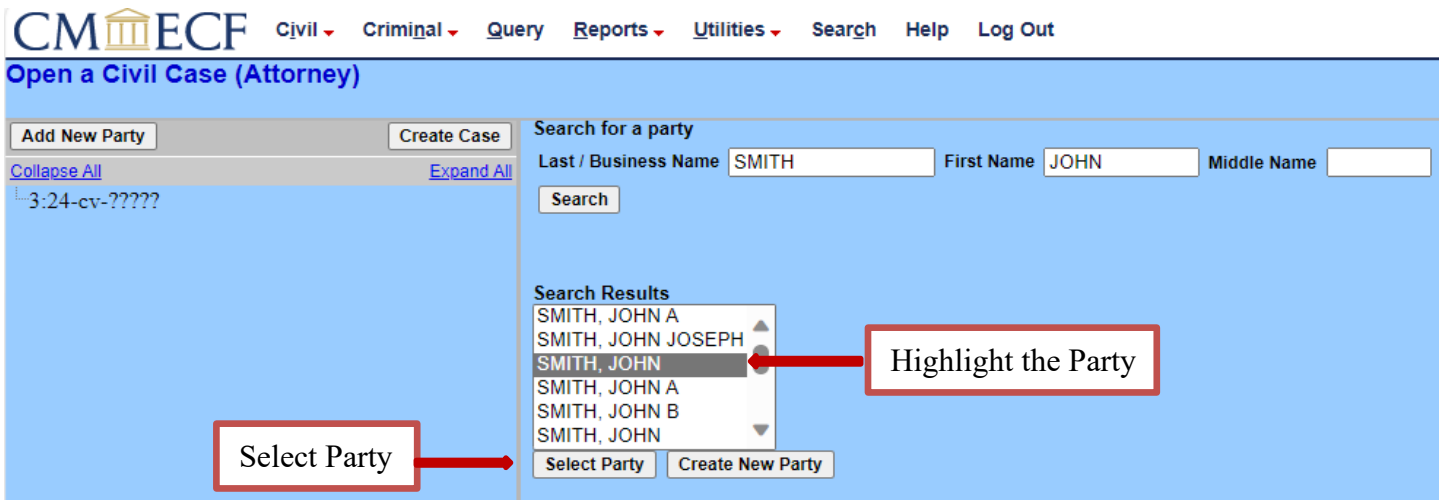 CM ECF Civil Criminal Query Reports Utilities Search Help Log Out
Open a Civil Case (Attorney)
Add New Party Create Case
Collapse All Expand All
3:24-cv-?????
Search for a party
Last / Business Name SMITH First Name JOHN Middle Name
Search
Search Results
SMITH, JOHN A
SMITH, JOHN JOSEPH
SMITH, JOHN
SMITH, JOHN A
SMITH, JOHN B
SMITH, JOHN
Highlight the Party
Select Party
Select Party Create New Party